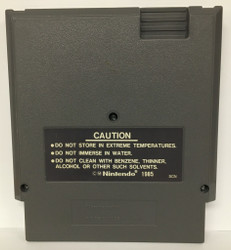 CAUTION
● DO NOT STORE IN EXTREME TEMPERATURES.
● DO NOT IMMERSE IN WATER.
● DO NOT CLEAN WITH BENZENE, THINNER,
ALCOHOL OR OTHER SUCH SOLVENTS.
Nintendo® 1985